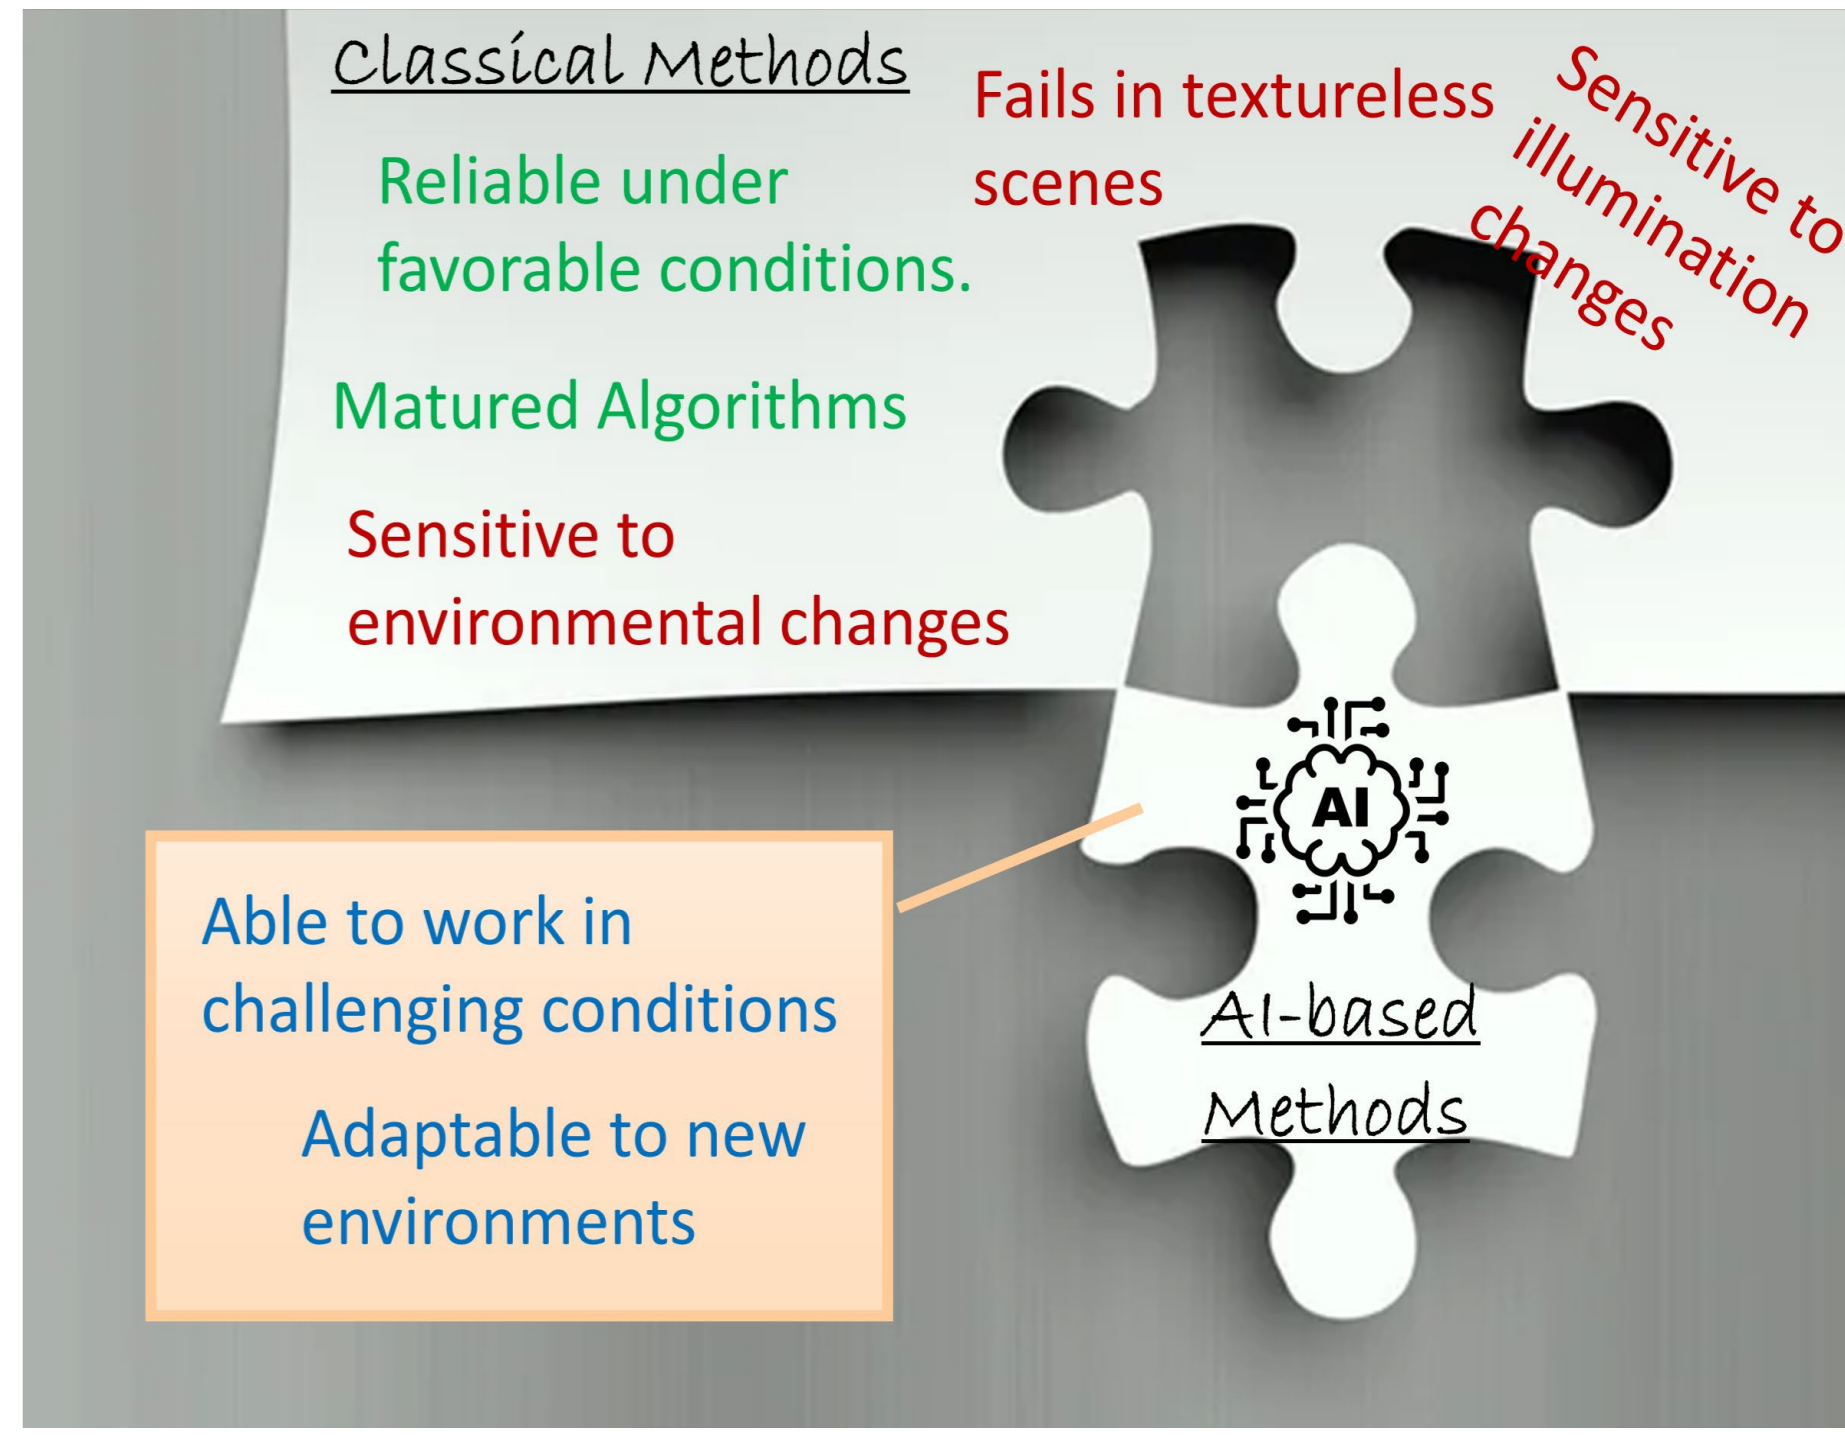 Classical Methods
Reliable under
favorable conditions.
Matured Algorithms
Sensitive to
environmental changes
Fails in textureless
scenes
Sensitive to
illumination
changes
AI
AI-based
Methods
Able to work in
challenging conditions
Adaptable to new
environments